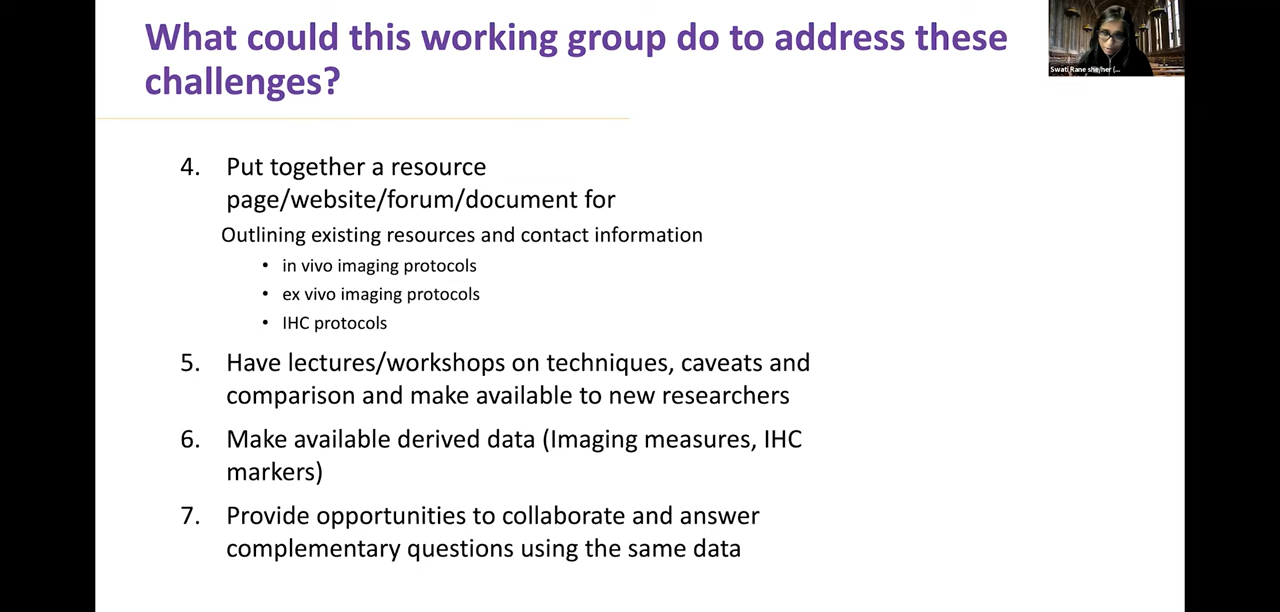 What could this working group do to address these
challenges?
Swati Rane she/her (...
4. Put together a resource
page/website/forum/document for
Outlining existing resources and contact information
• in vivo imaging protocols
• ex vivo imaging protocols
• IHC protocols
5. Have lectures/workshops on techniques, caveats and
comparison and make available to new researchers
6. Make available derived data (Imaging measures, IHC
markers)
7. Provide opportunities to collaborate and answer
complementary questions using the same data